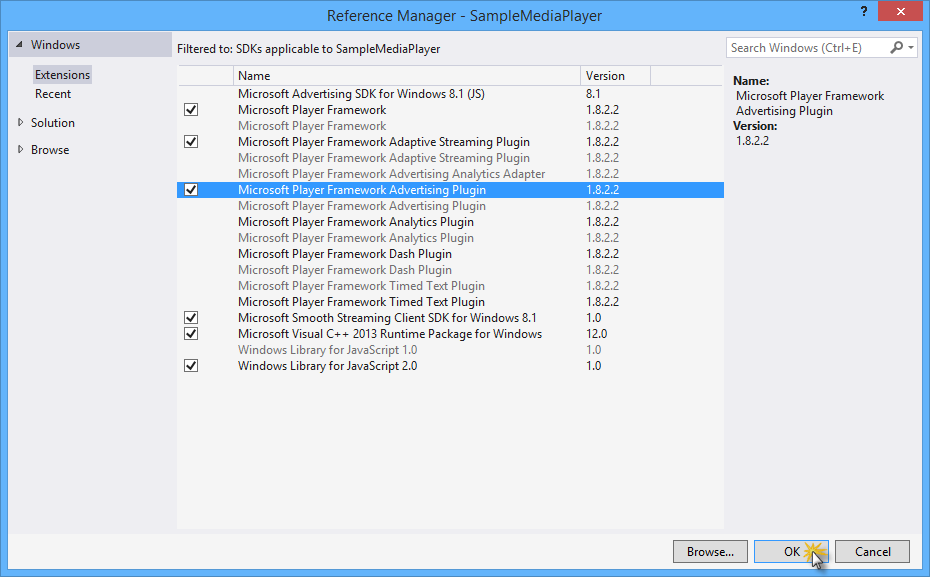 Reference Manager - SampleMediaPlayer
?
Windows
Extensions
Recent
Solution
Browse
Filtered to: SDKs applicable to SampleMediaPlayer
Name Version
Microsoft Advertising SDK for Windows 8.1 (JS) 8.1
Microsoft Player Framework 1.8.2.2
Microsoft Player Framework 1.8.2.2
Microsoft Player Framework Adaptive Streaming Plugin 1.8.2.2
Microsoft Player Framework Adaptive Streaming Plugin 1.8.2.2
Microsoft Player Framework Advertising Analytics Adapter 1.8.2.2
Microsoft Player Framework Advertising Plugin 1.8.2.2
Microsoft Player Framework Advertising Plugin 1.8.2.2
Microsoft Player Framework Analytics Plugin 1.8.2.2
Microsoft Player Framework Analytics Plugin 1.8.2.2
Microsoft Player Framework Dash Plugin 1.8.2.2
Microsoft Player Framework Dash Plugin 1.8.2.2
Microsoft Player Framework Timed Text Plugin 1.8.2.2
Microsoft Player Framework Timed Text Plugin 1.8.2.2
Microsoft Smooth Streaming Client SDK for Windows 8.1 1.0
Microsoft Visual C++ 2013 Runtime Package for Windows 12.0
Windows Library for JavaScript 1.0 1.0
Windows Library for JavaScript 2.0 1.0
Search Windows (Ctrl+E)
Name:
Microsoft Player Framework
Advertising Plugin
Version:
1.8.2.2
Browse... OK Cancel